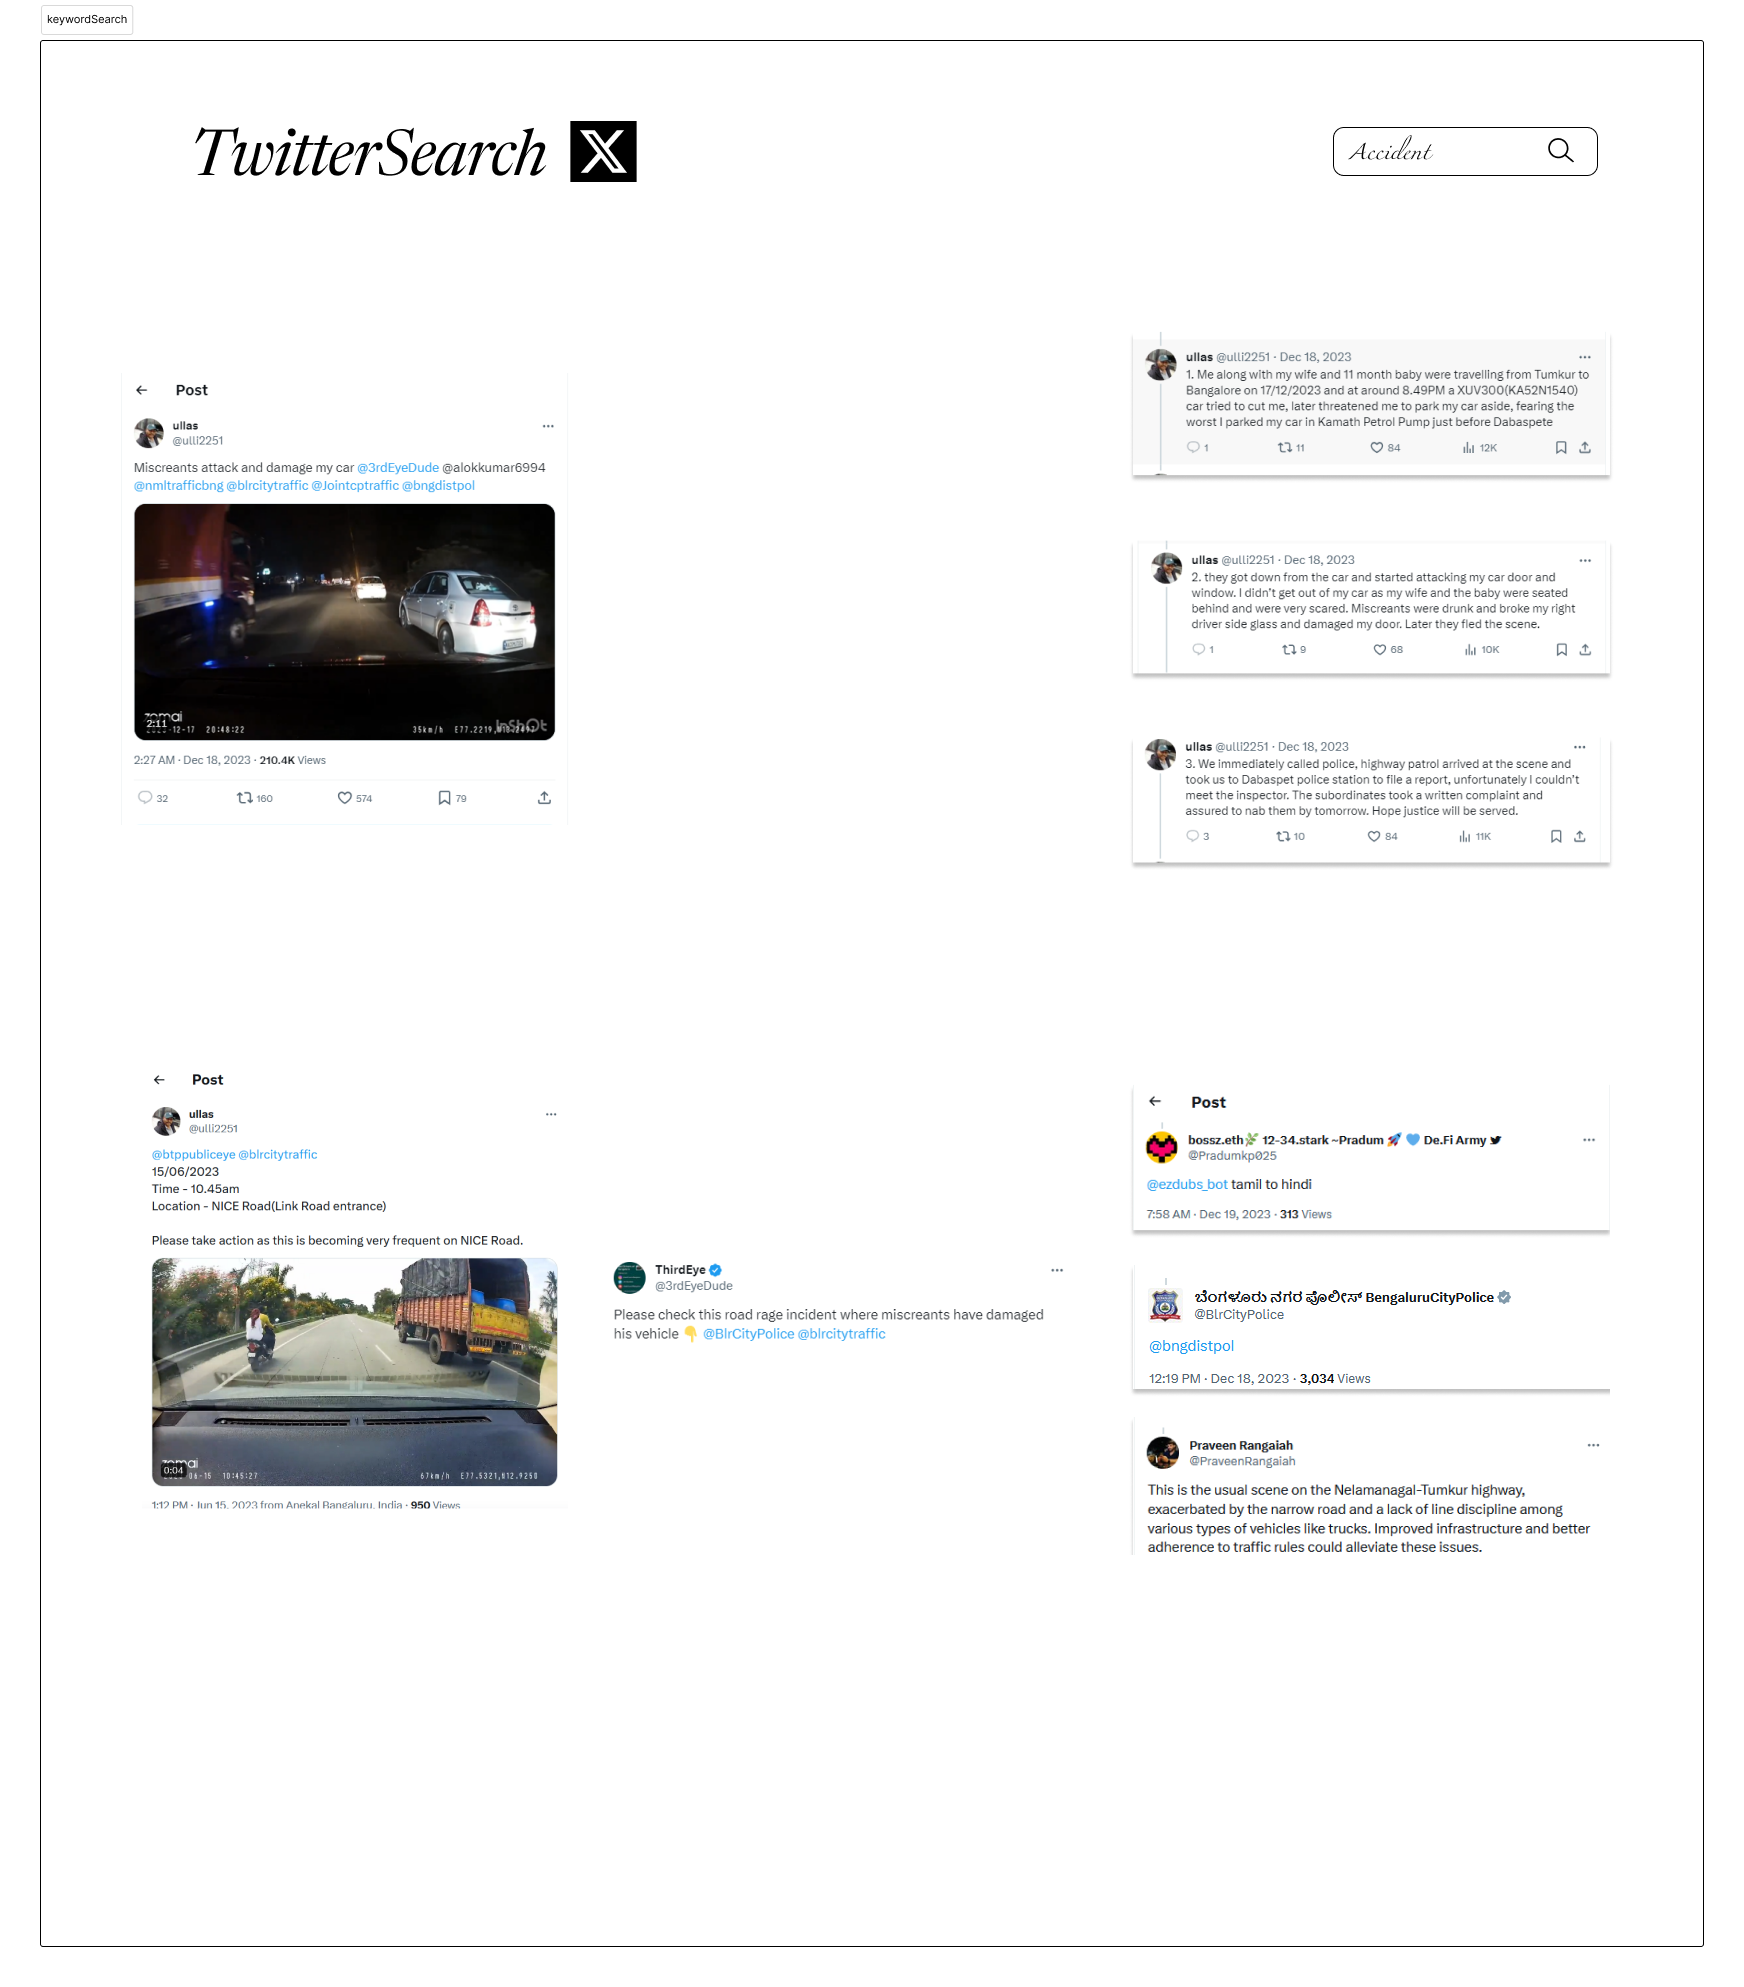 keywordSearch
TwitterSearch
Accident
Post
ullas
@ulli2251
Miscreants attack and damage my car @3rdEyeDude @alokkumar6994
@nmltrafficbng @blrcitytraffic @Jointcptraffic @bngdistpol
2:11
-12-17 20:48:22
35km/h
InShOt
2:27 AM · Dec 18, 2023 · 210.4K Views
32 160 574 79
ullas @ulli2251 · Dec 18, 2023
1. Me along with my wife and 11 month baby were travelling from Tumkur to
Bangalore on 17/12/2023 and at around 8.49PM a XUV300(KA52N1540)
car tried to cut me, later threatened me to park my car aside, fearing the
worst I parked my car in Kamath Petrol Pump just before Dabaspete
1 11 84 12K
ullas @ulli2251 · Dec 18, 2023
2. they got down from the car and started attacking my car door and
window. I didn't get out of my car as my wife and the baby were seated
behind and were very scared. Miscreants were drunk and broke my right
driver side glass and damaged my door. Later they fled the scene.
1 9 68 10K
ullas @ulli2251 · Dec 18, 2023
3. We immediately called police, highway patrol arrived at the scene and
took us to Dabaspet police station to file a report, unfortunately I couldn't
meet the inspector. The subordinates took a written complaint and
assured to nab them by tomorrow. Hope justice will be served.
3 10 84 11K
Post
ullas
@ulli2251
@btppubliceye @blrcitytraffic
15/06/2023
Time - 10.45am
Location - NICE Road(Link Road entrance)
Please take action as this is becoming very frequent on NICE Road.
0:04
06-15 10:45:27
67km/h E77.5321,N12.9250
1:12 PM · Jun 15, 2023 from Anekal Bangaluru, India · 950 Views
ThirdEye
@3rdEyeDude
Please check this road rage incident where miscreants have damaged
his vehicle 👇 @BlrCityPolice @blrcitytraffic
Post
bossz.eth🌿 12-34.stark ~Pradum 🚀 💙 De.Fi Army
@Pradumkp025
@ezdubs_bot tamil to hindi
7:58 AM · Dec 19, 2023 · 313 Views
ಬೆಂಗಳೂರು ನಗರ ಪೊಲೀಸ್ BengaluruCityPolice
@BlrCityPolice
@bngdistpol
12:19 PM · Dec 18, 2023 · 3,034 Views
Praveen Rangaiah
@PraveenRangaiah
This is the usual scene on the Nelamanagal-Tumkur highway,
exacerbated by the narrow road and a lack of line discipline among
various types of vehicles like trucks. Improved infrastructure and better
adherence to traffic rules could alleviate these issues.